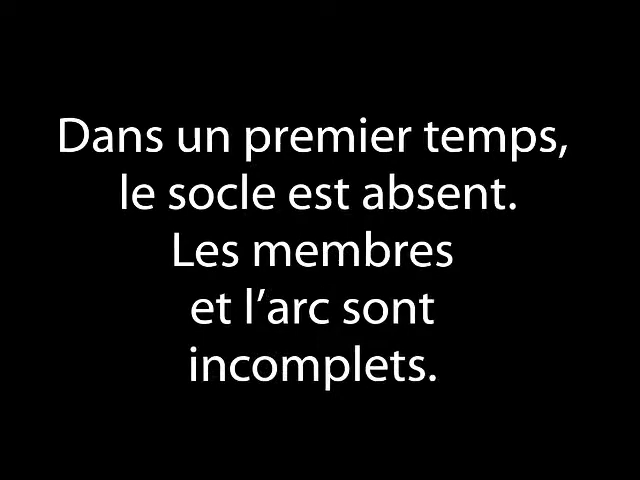 Dans un premier temps,
le socle est absent.
Les membres
et l’arc sont
incomplets.